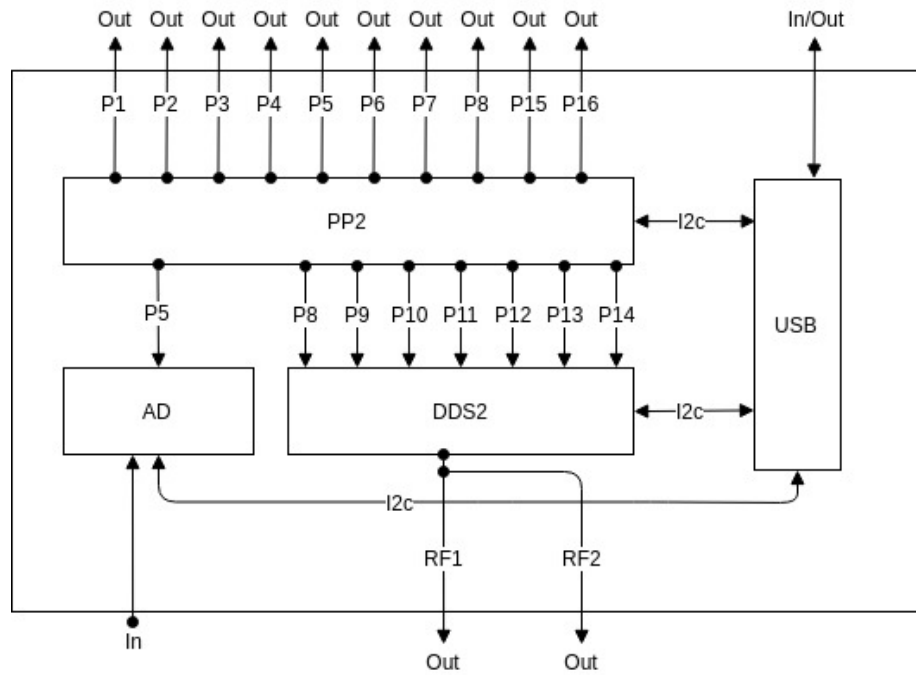 Out Out Out Out Out Out Out Out Out Out In/Out
P1 P2 P3 P4 P5 P6 P7 P8 P15 P16
PP2 I2c
P5 P8 P9 P10 P11 P12 P13 P14 USB
AD DDS2 I2c
I2c
RF1 RF2
In
Out Out